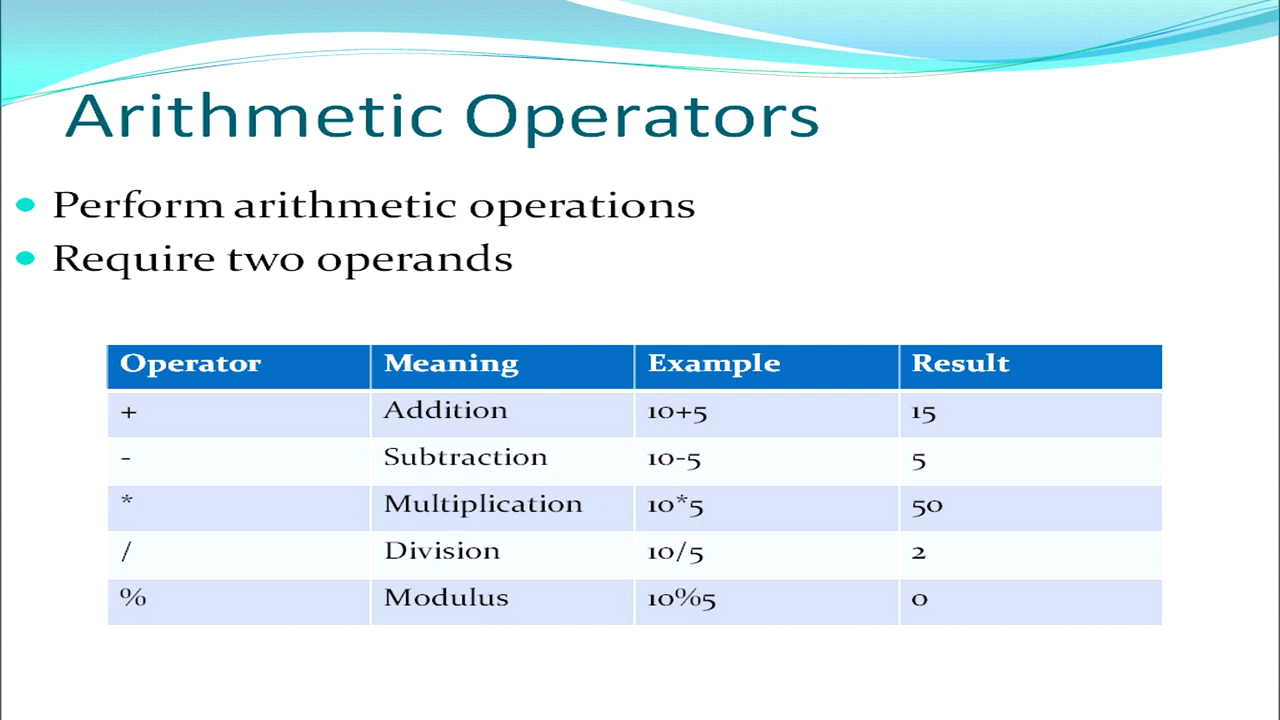 Arithmetic Operators
Perform arithmetic operations
Require two operands
Operator Meaning Example Result
+ Addition 10+5 15
- Subtraction 10-5 5
* Multiplication 10*5 50
/ Division 10/5 2
% Modulus 10%5 0